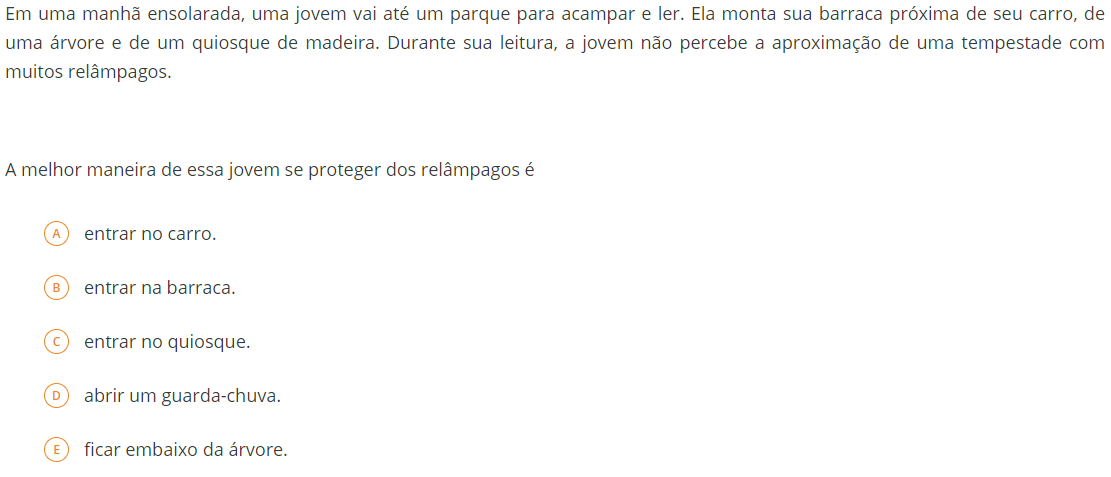 Em uma manhã ensolarada, uma jovem vai até um parque para acampar e ler. Ela monta sua barraca próxima de seu carro, de
uma árvore e de um quiosque de madeira. Durante sua leitura, a jovem não percebe a aproximação de uma tempestade com
muitos relâmpagos.
A melhor maneira de essa jovem se proteger dos relâmpagos é
A entrar no carro.
B entrar na barraca.
C entrar no quiosque.
D abrir um guarda-chuva.
E ficar embaixo da árvore.